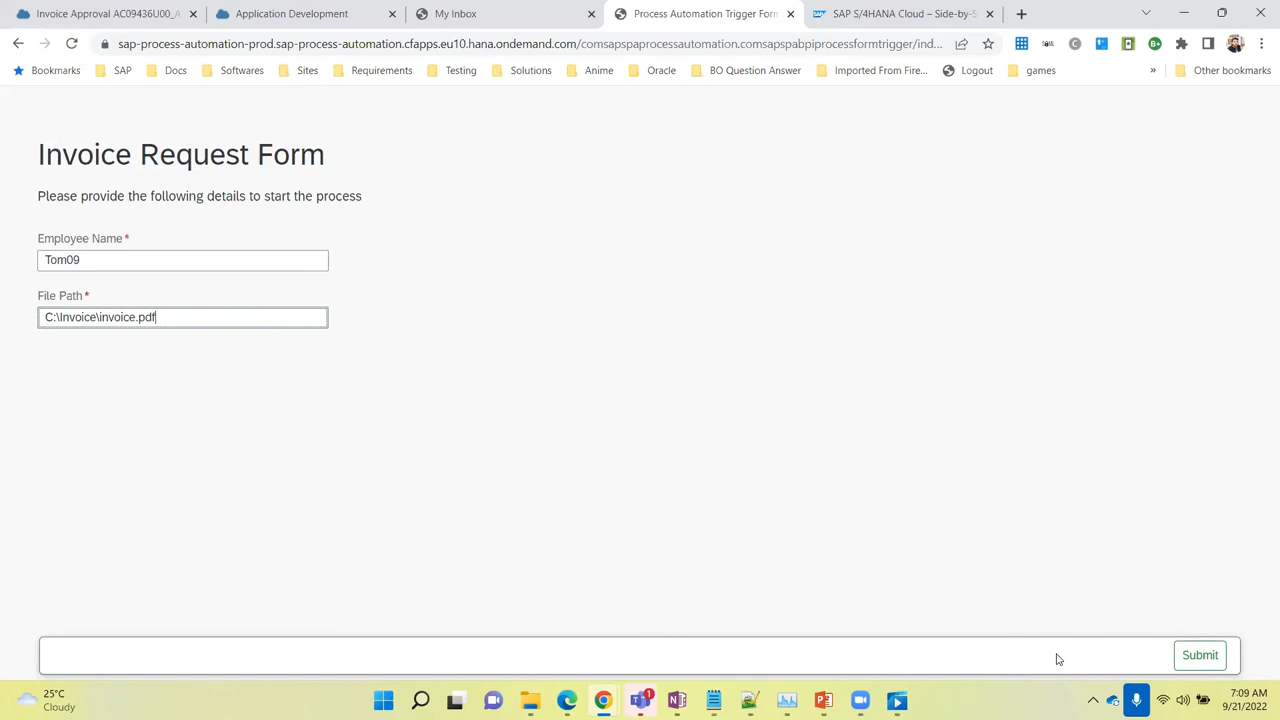 Invoice Approval AC09436U00_A
Application Development
My Inbox
Process Automation Trigger Form
SAP S/4HANA Cloud – Side-by-S
sap-process-automation-prod.sap-process-automation.cfapps.eu10.hana.ondemand.com/comsapspaprocessautomation.comsapspabpiprocessformtrigger/ind...
Bookmarks
SAP
Docs
Softwares
Sites
Requirements
Testing
Solutions
Anime
Oracle
BO Question Answer
Imported From Fire...
Logout
games
»
Other bookmarks
Invoice Request Form
Please provide the following details to start the process
Employee Name*
Tom09
File Path*
C:\Invoice\invoice.pdf
Submit
25°C
Cloudy
1
7:09 AM
9/21/2022